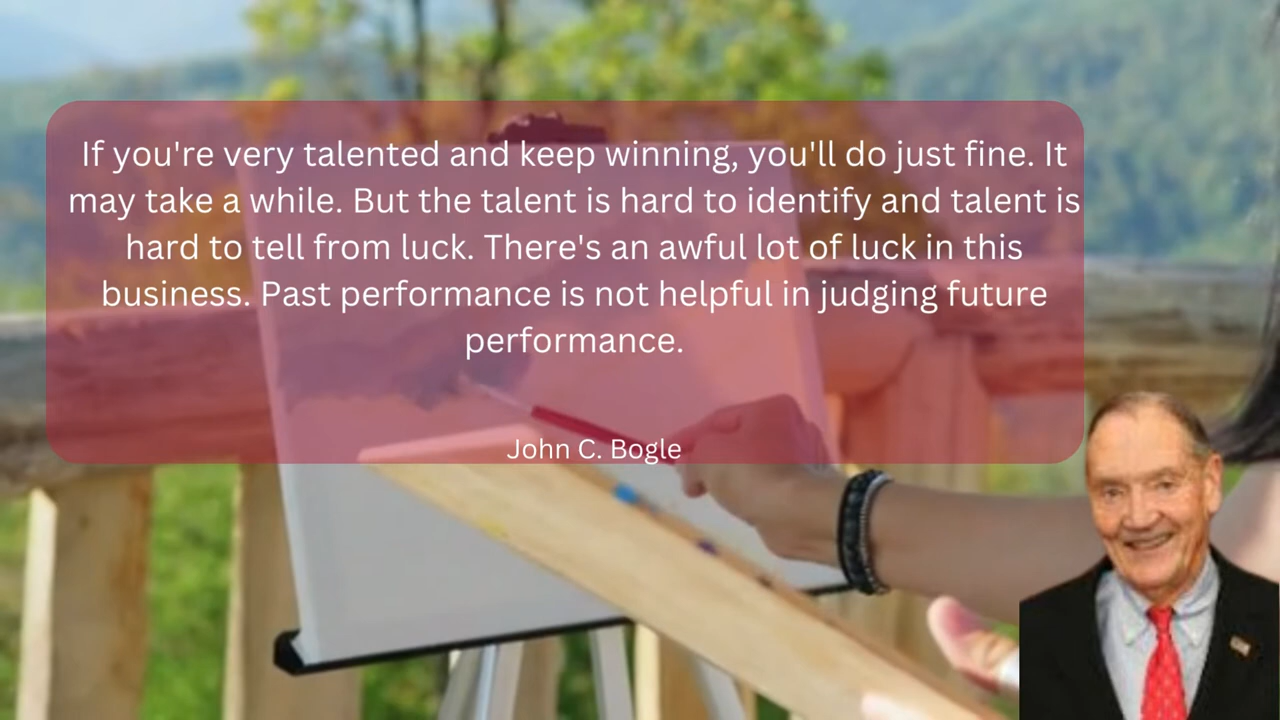 If you're very talented and keep winning, you'll do just fine. It
may take a while. But the talent is hard to identify and talent is
hard to tell from luck. There's an awful lot of luck in this
business. Past performance is not helpful in judging future
performance.
John C. Bogle